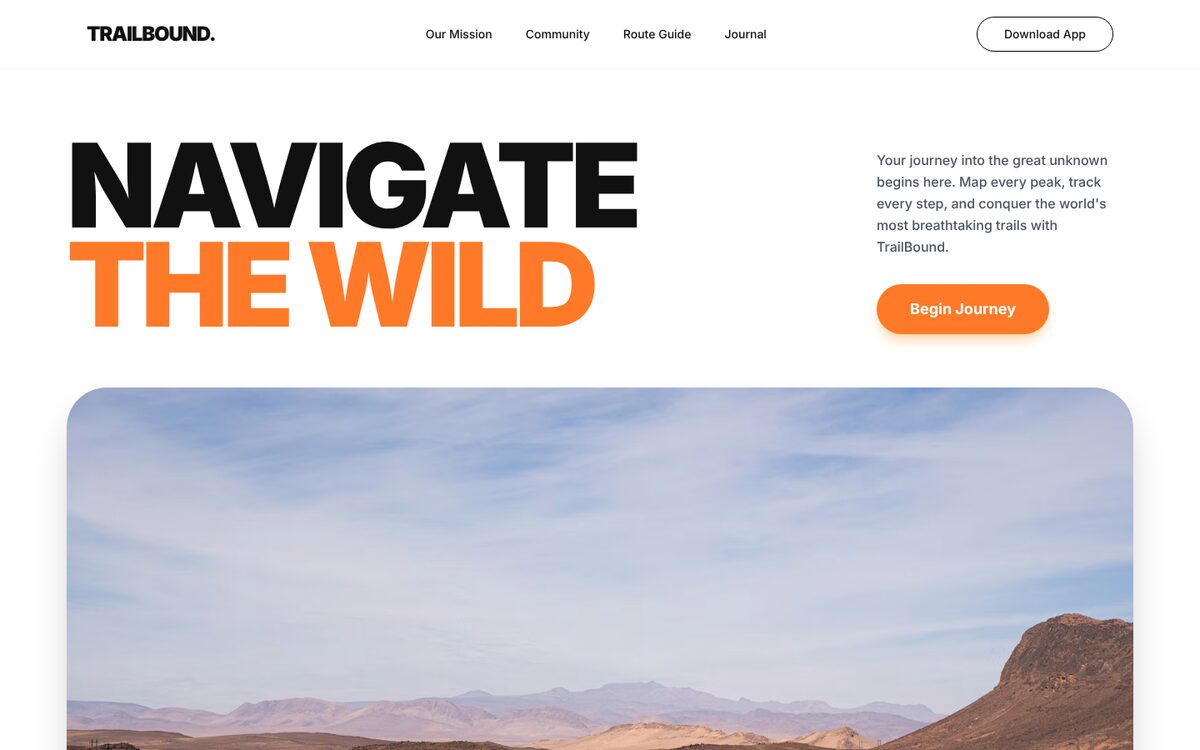 TRAILBOUND.
Our Mission
Community
Route Guide
Journal
Download App
NAVIGATE
THE WILD
Your journey into the great unknown
begins here. Map every peak, track
every step, and conquer the world's
most breathtaking trails with
TrailBound.
Begin Journey